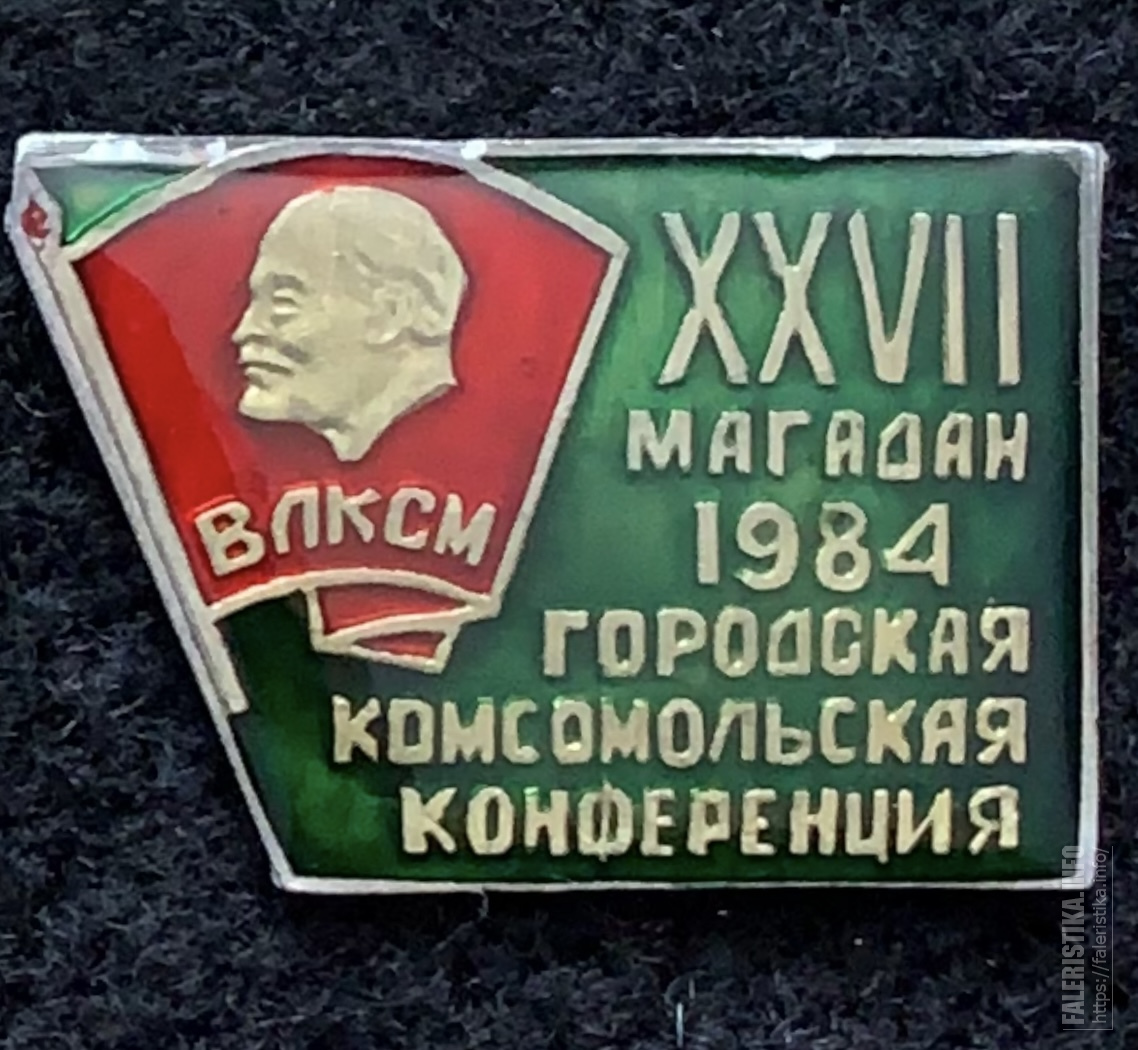 ВЛКСМ
XXVII
МАГАДАН
1984
ГОРОДСКАЯ
КОМСОМОЛЬСКАЯ
КОНФЕРЕНЦИЯ
FALERISTIKA.INFO
https://faleristika.info/